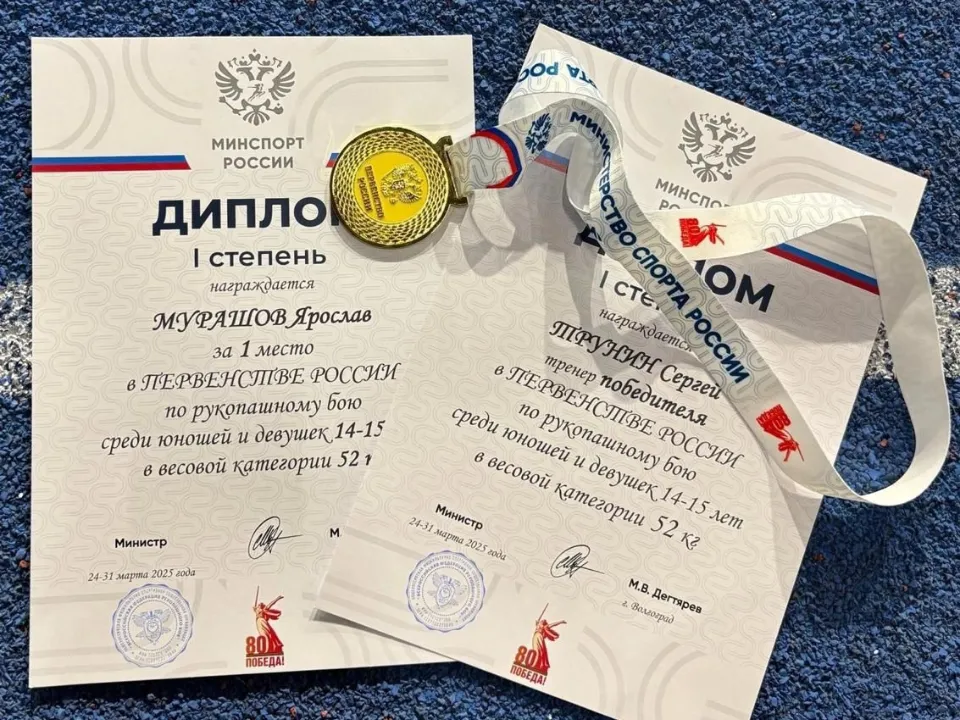 МИНСПОРТ
РОССИИ
ДИПЛО
I степень
награждается
МУРАШОВ Ярослав
за 1 место
в ПЕРВЕНСТВЕ РОССИИ
по рукопашному бою
среди юношей и девушек 14-15
в весовой категории 52
Министр
24-31 марта 2025 года
80
ПОБЕДА!
ПЕРВЕНСТВО
РОССИИ
МИНИСТЕРСТВО СПОРТА РОССИИ
МИНСПОРТ
ОМ
I сте
награждается
ТРУНИН Сергей
тренер победителя
в ПЕРВЕНСТВЕ РОССИИ
по рукопашному бою
среди юношей и девушек 14-15 лет
в весовой категории 52 кг
Министр
24-31 марта 2025 года
М.В. Дегтярев
г. Волгоград
80
ПОБЕДА!